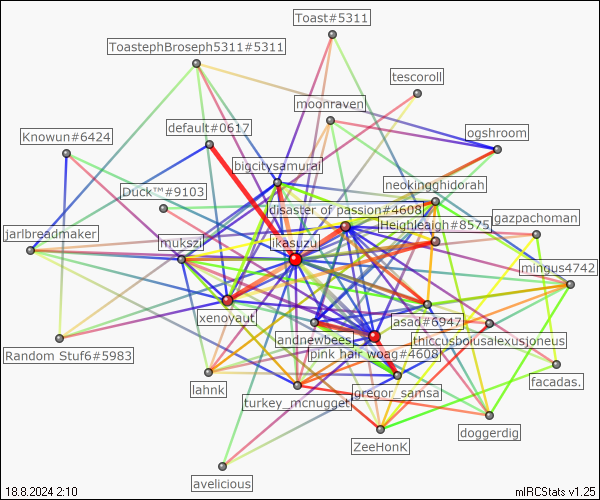 Toast#5311
ToastephBroseph5311#5311
tescoroll
moonraven
default#0617
ogshroom
Knowun#6424
bigcitysamurai
neokingghidorah
Duck™#9103
disaster of passion#4608
gazpachoman
Heighleaigh#8575
jarlbreadmaker
mukszi
ikasuzu
mingus4742
xenoyaut
asad#6947
andnewbees
thiccusboiusalexusjoneus
pink hair woag#4608
Random Stuf6#5983
facadas.
lahnk
gregor_samsa
turkey_mcnugget
doggerdig
ZeeHonK
avelicious
18.8.2024 2:10
mIRCStats v1.25